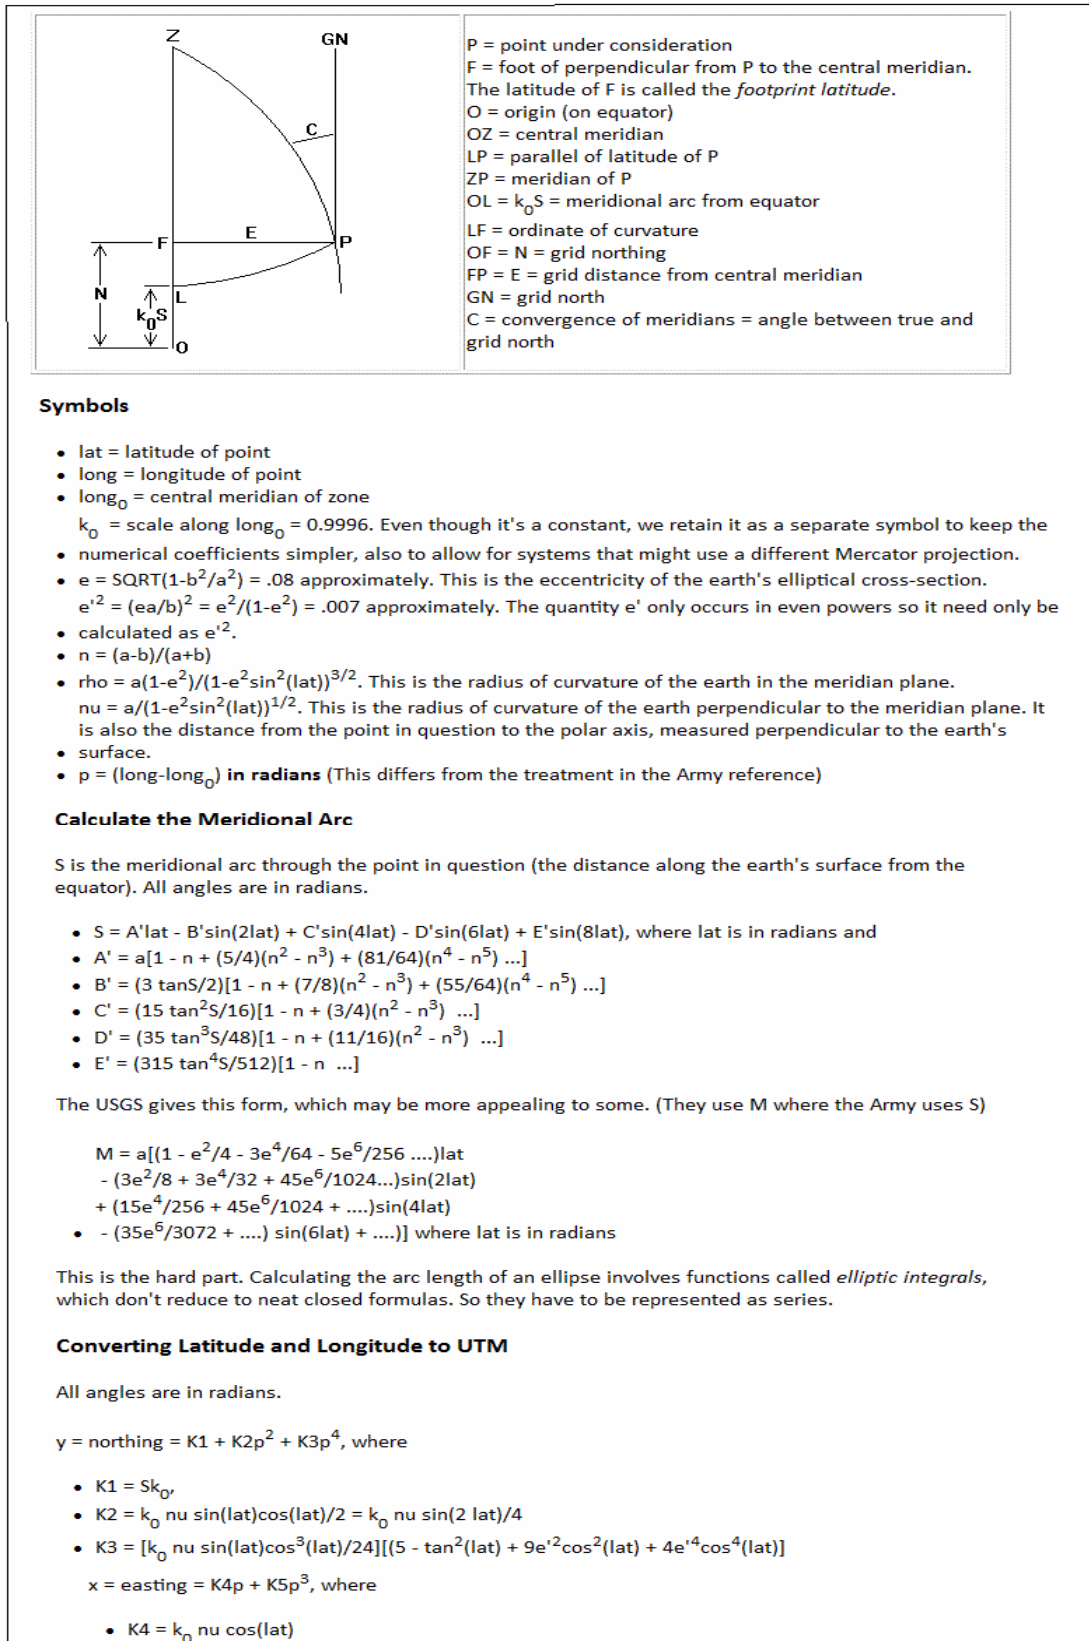 Z
GN
C
F
E
P
N
L
k₀S
O
P = point under consideration
F = foot of perpendicular from P to the central meridian.
The latitude of F is called the footprint latitude.
O = origin (on equator)
OZ = central meridian
LP = parallel of latitude of P
ZP = meridian of P
OL = k₀S = meridional arc from equator
LF = ordinate of curvature
OF = N = grid northing
FP = E = grid distance from central meridian
GN = grid north
C = convergence of meridians = angle between true and
grid north
Symbols
• lat = latitude of point
• long = longitude of point
• long₀ = central meridian of zone
k₀ = scale along long₀ = 0.9996. Even though it's a constant, we retain it as a separate symbol to keep the
• numerical coefficients simpler, also to allow for systems that might use a different Mercator projection.
• e = SQRT(1-b²/a²) = .08 approximately. This is the eccentricity of the earth's elliptical cross-section.
e'² = (ea/b)² = e²/(1-e²) = .007 approximately. The quantity e' only occurs in even powers so it need only be
• calculated as e'².
• n = (a-b)/(a+b)
• rho = a(1-e²)/(1-e²sin²(lat))³/². This is the radius of curvature of the earth in the meridian plane.
nu = a/(1-e²sin²(lat))¹/². This is the radius of curvature of the earth perpendicular to the meridian plane. It
is also the distance from the point in question to the polar axis, measured perpendicular to the earth's
• surface.
• p = (long-long₀) in radians (This differs from the treatment in the Army reference)
Calculate the Meridional Arc
S is the meridional arc through the point in question (the distance along the earth's surface from the
equator). All angles are in radians.
• S = A'lat - B'sin(2lat) + C'sin(4lat) - D'sin(6lat) + E'sin(8lat), where lat is in radians and
• A' = a[1 - n + (5/4)(n² - n³) + (81/64)(n⁴ - n⁵) ...]
• B' = (3 tanS/2)[1 - n + (7/8)(n² - n³) + (55/64)(n⁴ - n⁵) ...]
• C' = (15 tan²S/16)[1 - n + (3/4)(n² - n³) ...]
• D' = (35 tan³S/48)[1 - n + (11/16)(n² - n³) ...]
• E' = (315 tan⁴S/512)[1 - n ...]
The USGS gives this form, which may be more appealing to some. (They use M where the Army uses S)
M = a[(1 - e²/4 - 3e⁴/64 - 5e⁶/256 ....)lat
- (3e²/8 + 3e⁴/32 + 45e⁶/1024...)sin(2lat)
+ (15e⁴/256 + 45e⁶/1024 + ....)sin(4lat)
• - (35e⁶/3072 + ....) sin(6lat) + ....)] where lat is in radians
This is the hard part. Calculating the arc length of an ellipse involves functions called elliptic integrals,
which don't reduce to neat closed formulas. So they have to be represented as series.
Converting Latitude and Longitude to UTM
All angles are in radians.
y = northing = K1 + K2p² + K3p⁴, where
• K1 = Sk₀,
• K2 = k₀ nu sin(lat)cos(lat)/2 = k₀ nu sin(2 lat)/4
• K3 = [k₀ nu sin(lat)cos³(lat)/24][(5 - tan²(lat) + 9e'²cos²(lat) + 4e'⁴cos⁴(lat)]
x = easting = K4p + K5p³, where
• K4 = k₀ nu cos(lat)